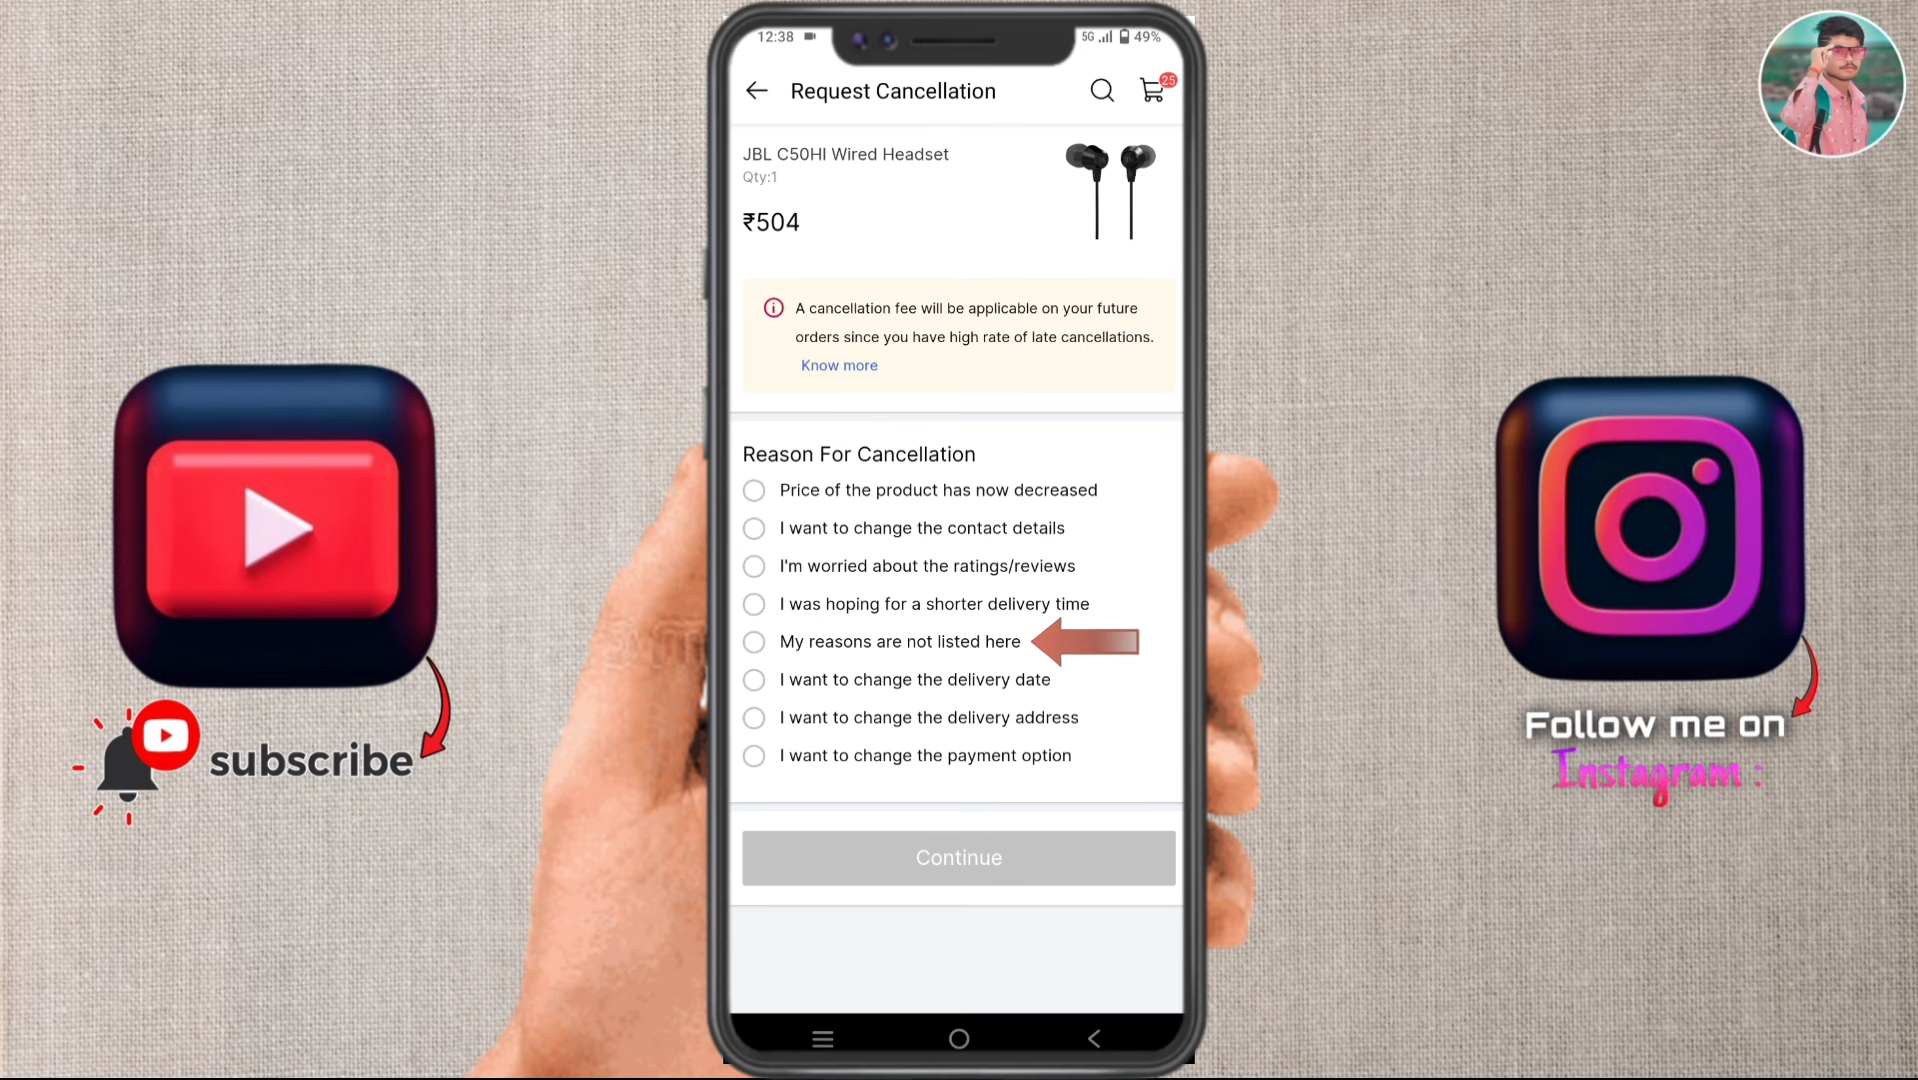 12:38
5G
49%
Request Cancellation
25
JBL C50HI Wired Headset
Qty:1
₹504
A cancellation fee will be applicable on your future
orders since you have high rate of late cancellations.
Know more
Reason For Cancellation
Price of the product has now decreased
I want to change the contact details
I'm worried about the ratings/reviews
I was hoping for a shorter delivery time
My reasons are not listed here
I want to change the delivery date
I want to change the delivery address
I want to change the payment option
Continue
subscribe
Follow me on
Instagram :